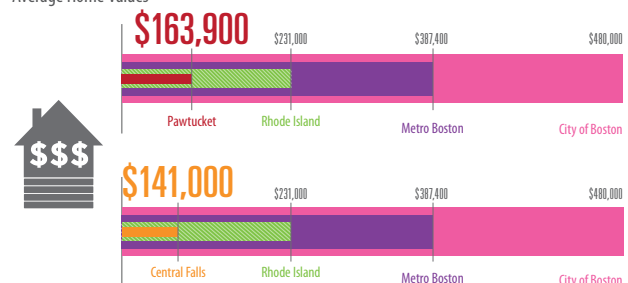 Average Home Values
$163,900 $231,000 $387,400 $480,000
Pawtucket Rhode Island Metro Boston City of Boston
$$$
$141,000 $231,000 $387,400 $480,000
Central Falls Rhode Island Metro Boston City of Boston